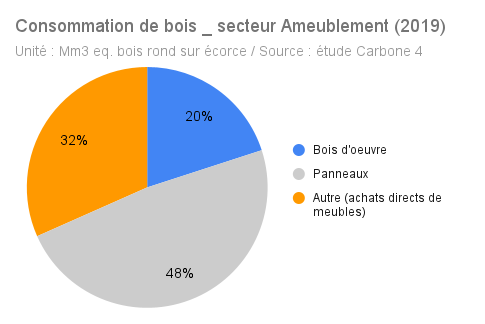 Consommation de bois _ secteur Ameublement (2019)
Unité : Mm3 eq. bois rond sur écorce / Source : étude Carbone 4
20%
32%
48%
Bois d'oeuvre
Panneaux
Autre (achats directs de
meubles)